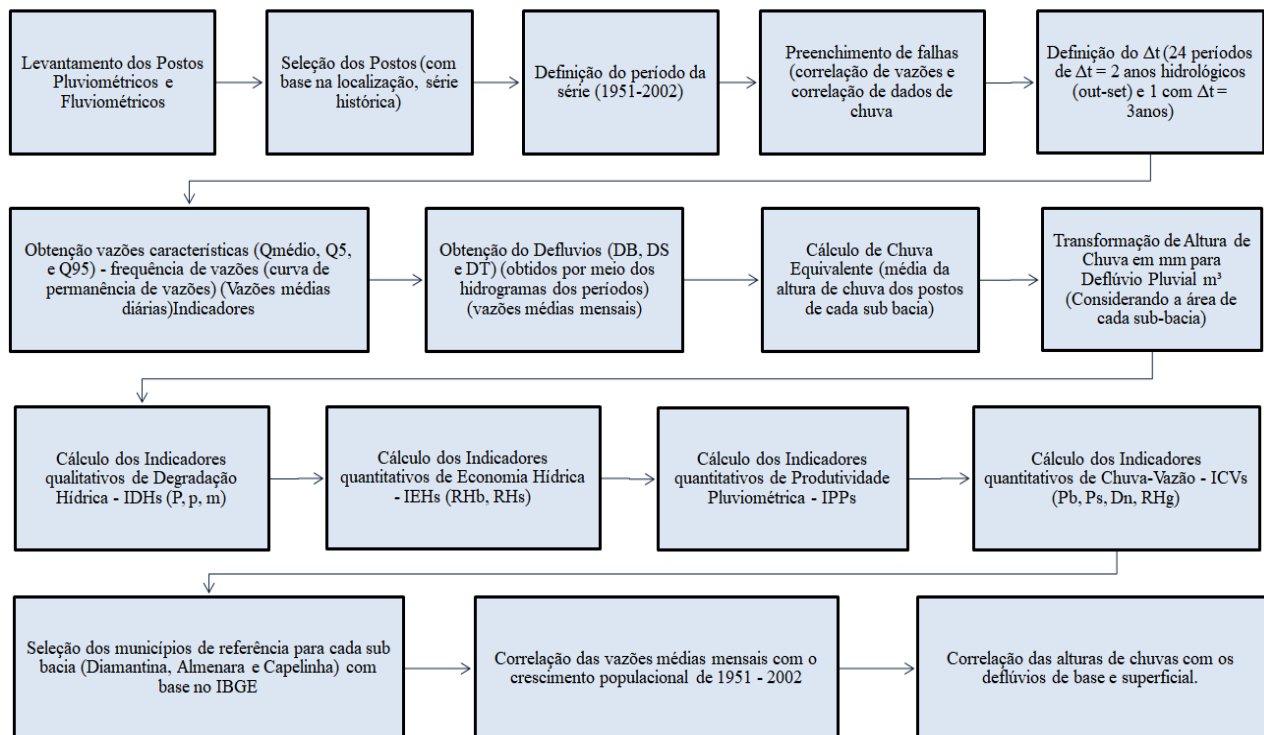 Levantamento dos Postos
Pluviométricos e
Fluviométricos
Seleção dos Postos (com
base na localização, série
histórica)
Definição do período da
série (1951-2002)
Preenchimento de falhas
(correlação de vazões e
correlação de dados de
chuva
Definição do Δt (24 períodos
de Δt = 2 anos hidrológicos
(out-set) e 1 com Δt =
3anos)
Obtenção vazões características (Qmédio, Q5,
e Q95) - frequência de vazões (curva de
permanência de vazões) (Vazões médias
diárias)Indicadores
Obtenção do Defluvios (DB, DS
e DT) (obtidos por meio dos
hidrogramas dos períodos)
(vazões médias mensais)
Cálculo de Chuva
Equivalente (média da
altura de chuva dos postos
de cada sub bacia)
Transformação de Altura de
Chuva em mm para
Deflúvio Pluvial m³
(Considerando a área de
cada sub-bacia)
Cálculo dos Indicadores
qualitativos de Degradação
Hídrica - IDHs (P, p, m)
Cálculo dos Indicadores
quantitativos de Economia Hídrica
- IEHs (RHb, RHs)
Cálculo dos Indicadores
quantitativos de Produtividade
Pluviométrica - IPPs
Cálculo dos Indicadores
quantitativos de Chuva-Vazão - ICVs
(Pb, Ps, Dn, RHg)
Seleção dos municípios de referência para cada sub
bacia (Diamantina, Almenara e Capelinha) com
base no IBGE
Correlação das vazões médias mensais com o
crescimento populacional de 1951 - 2002
Correlação das alturas de chuvas com os
deflúvios de base e superficial.